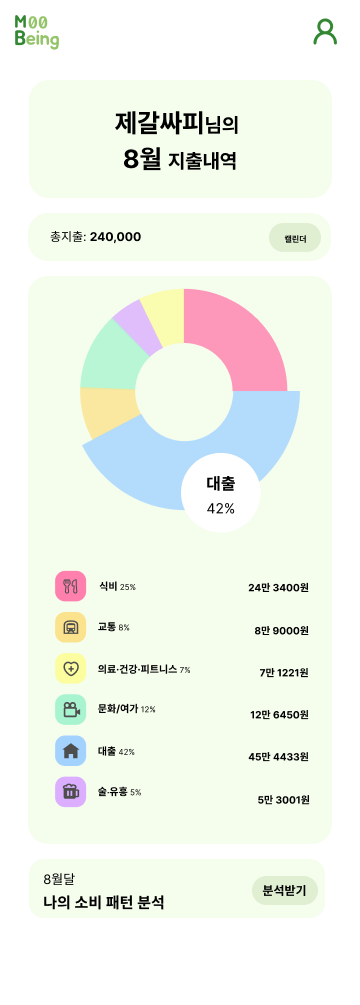 M00
Being
제갈싸피님의
8월 지출내역
총지출: 240,000
캘린더
대출
42%
식비 25% 24만 3400원
교통 8% 8만 9000원
의료·건강·피트니스 7% 7만 1221원
문화/여가 12% 12만 6450원
대출 42% 45만 4433원
술·유흥 5% 5만 3001원
8월달
나의 소비 패턴 분석
분석받기